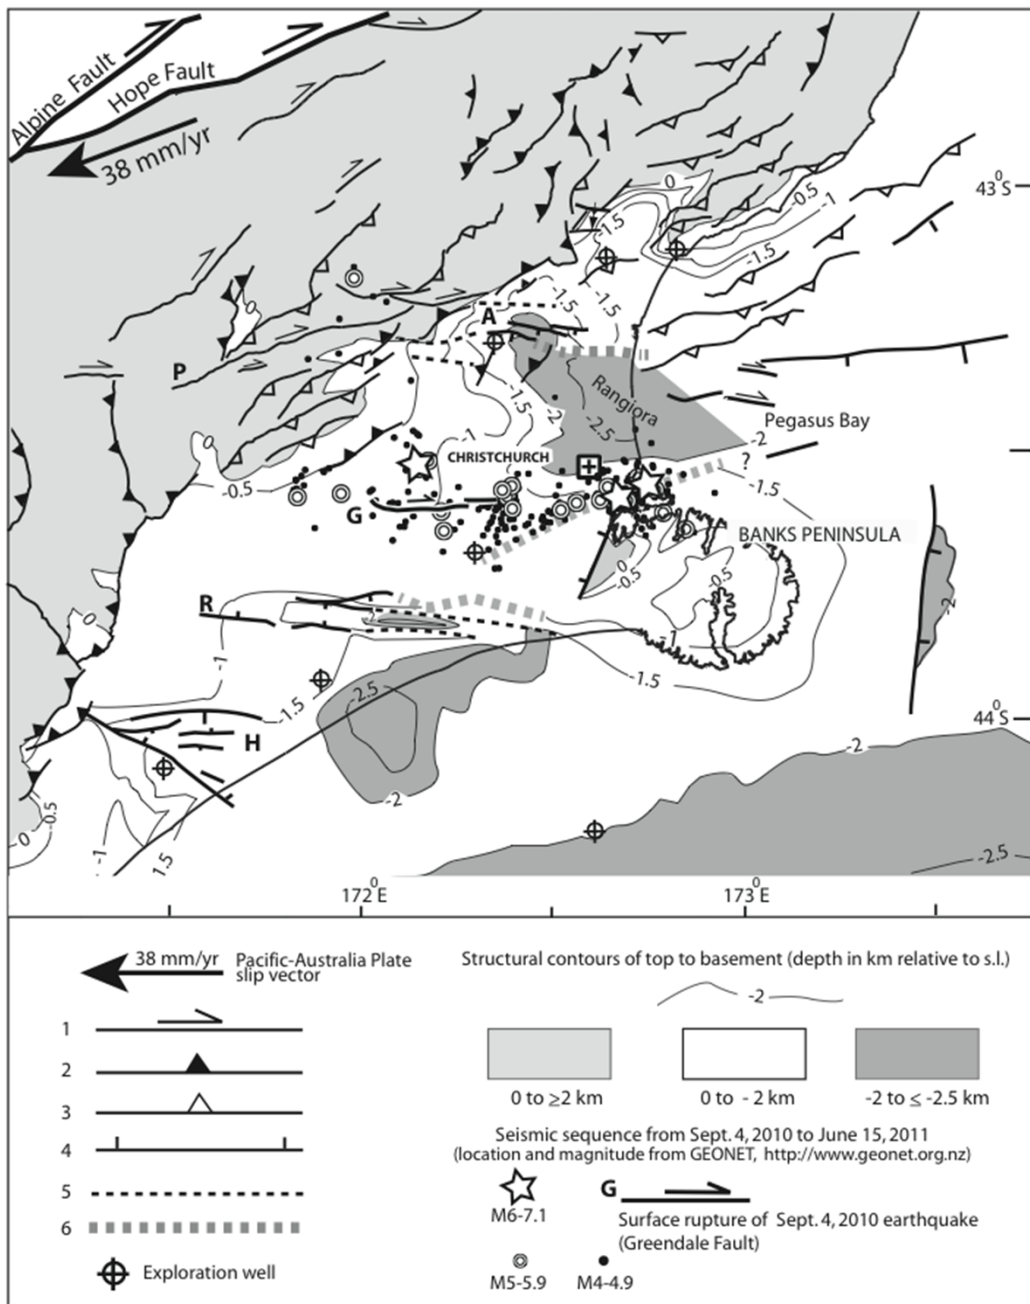 Alpine Fault
Hope Fault
38 mm/yr
0
-0.5
-1
-1.5
-1.5
43⁰S
0
-1.5
-1.5
A
P
Rangiora
-1.5
-2
-2.5
Pegasus Bay
-2
?
-1.5
-1
CHRISTCHURCH
-0.5
G
BANKS PENINSULA
0
-0.5
-0.5
-2
R
-2
0
-1
-1
-1.5
-2.5
-1.5
H
44⁰S
-2
-2
-0.5
0
-1
1.5
-2.5
172⁰E
173⁰E
38 mm/yr
Pacific-Australia Plate
slip vector
1
2
3
4
5
6
Exploration well
Structural contours of top to basement (depth in km relative to s.l.)
-2
0 to ≥2 km
0 to - 2 km
-2 to ≤ -2.5 km
Seismic sequence from Sept. 4, 2010 to June 15, 2011
(location and magnitude from GEONET, http://www.geonet.org.nz)
M6-7.1
G
Surface rupture of Sept. 4, 2010 earthquake
(Greendale Fault)
M5-5.9
M4-4.9